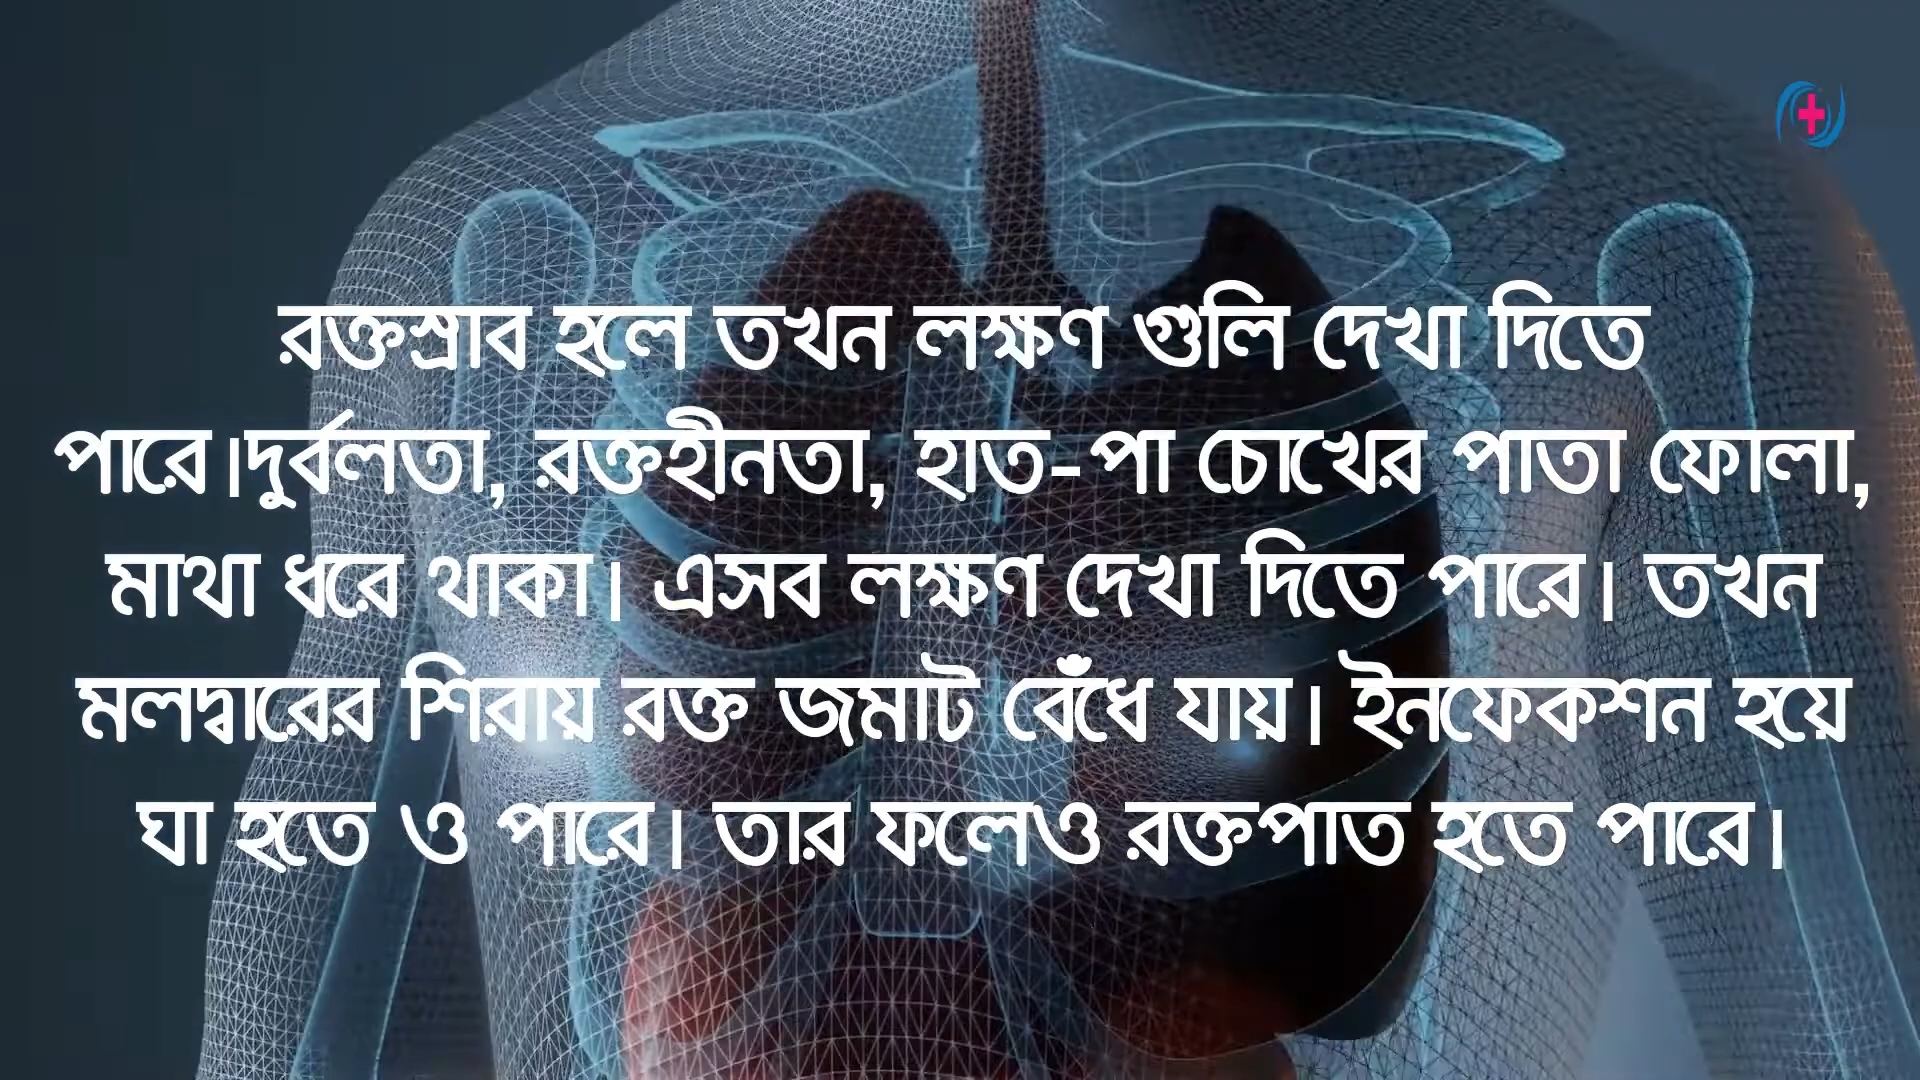 রক্তস্রাব হলে তখন লক্ষণ গুলি দেখা দিতে
পারে।দুর্বলতা, রক্তহীনতা, হাত-পা চোখের পাতা ফোলা,
মাথা ধরে থাকা। এসব লক্ষণ দেখা দিতে পারে। তখন
মলদ্বারের শিরায় রক্ত জমাট বেঁধে যায়। ইনফেকশন হয়ে
ঘা হতে ও পারে। তার ফলেও রক্তপাত হতে পারে।